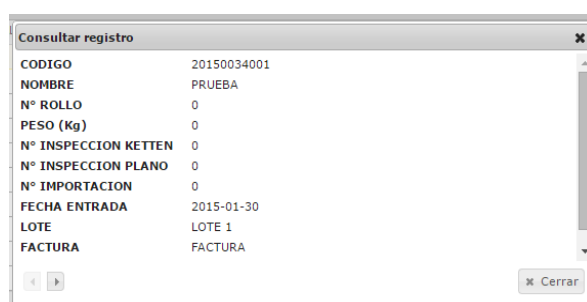 Consultar registro
CODIGO 20150034001
NOMBRE PRUEBA
N° ROLLO 0
PESO (Kg) 0
N° INSPECCION KETTEN 0
N° INSPECCION PLANO 0
N° IMPORTACION 0
FECHA ENTRADA 2015-01-30
LOTE LOTE 1
FACTURA FACTURA
Cerrar